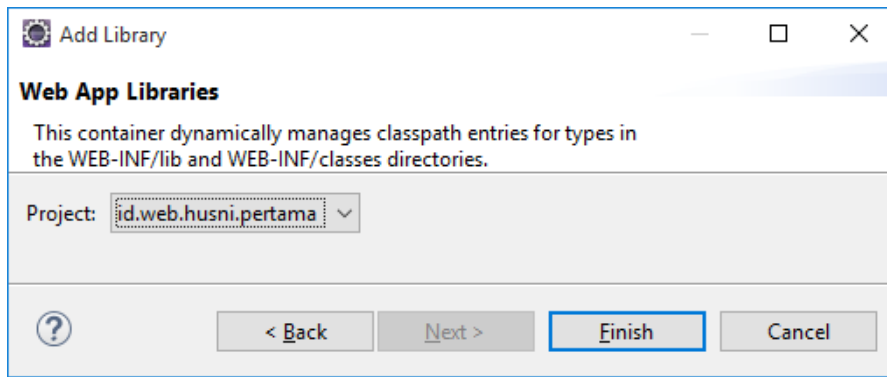 Add Library
Web App Libraries
This container dynamically manages classpath entries for types in
the WEB-INF/lib and WEB-INF/classes directories.
Project: id.web.husni.pertama
? < Back Next > Finish Cancel